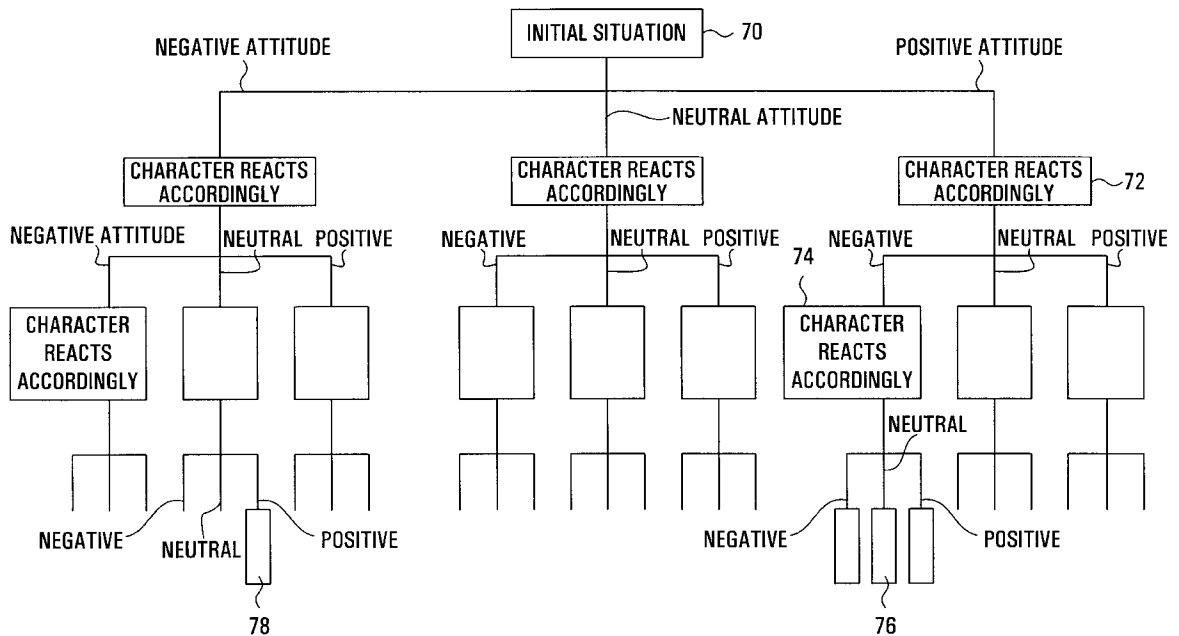 INITIAL SITUATION
70
NEGATIVE ATTITUDE
POSITIVE ATTITUDE
NEUTRAL ATTITUDE
CHARACTER REACTS
ACCORDINGLY
CHARACTER REACTS
ACCORDINGLY
CHARACTER REACTS
ACCORDINGLY
72
NEGATIVE ATTITUDE
NEUTRAL
POSITIVE
NEGATIVE
NEUTRAL
POSITIVE
NEGATIVE
NEUTRAL
POSITIVE
74
CHARACTER
REACTS
ACCORDINGLY
CHARACTER
REACTS
ACCORDINGLY
NEUTRAL
NEGATIVE
NEUTRAL
POSITIVE
NEGATIVE
POSITIVE
78
76